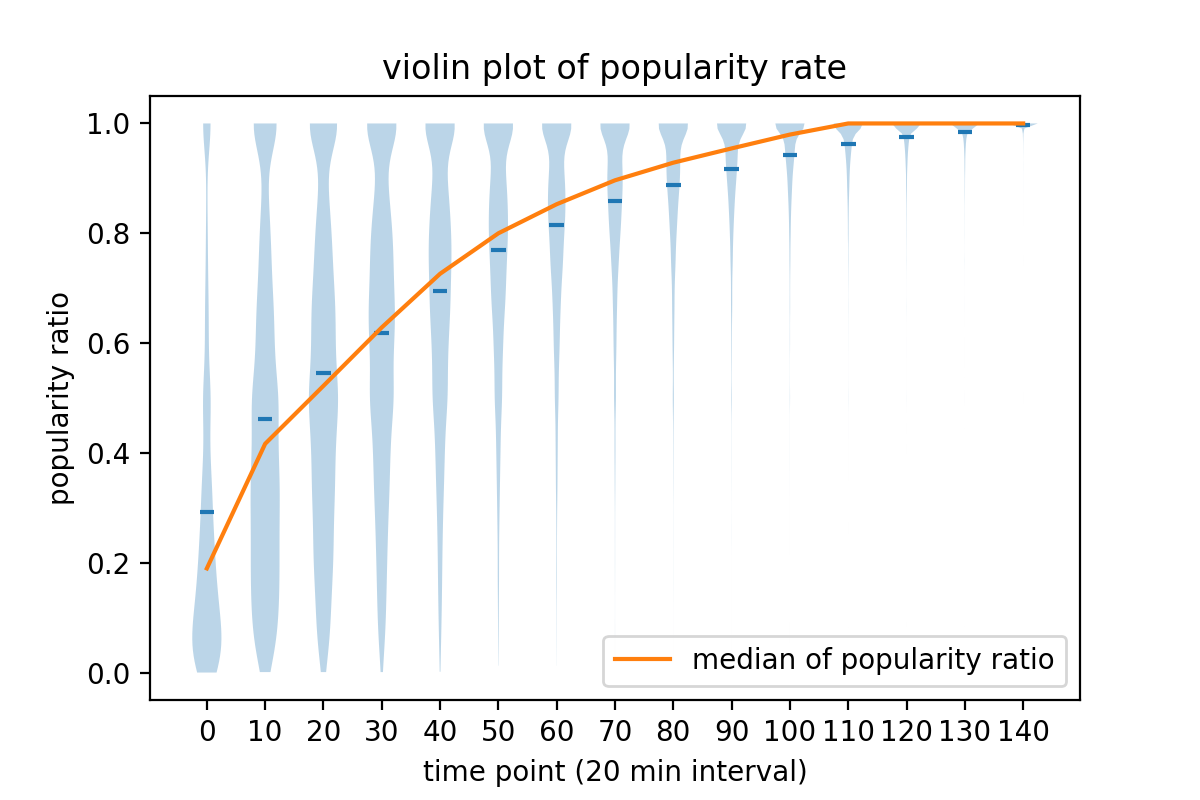 violin plot of popularity rate
popularity ratio
1.0
0.8
0.6
0.4
0.2
0.0
median of popularity ratio
0 10 20 30 40 50 60 70 80 90 100 110 120 130 140
time point (20 min interval)